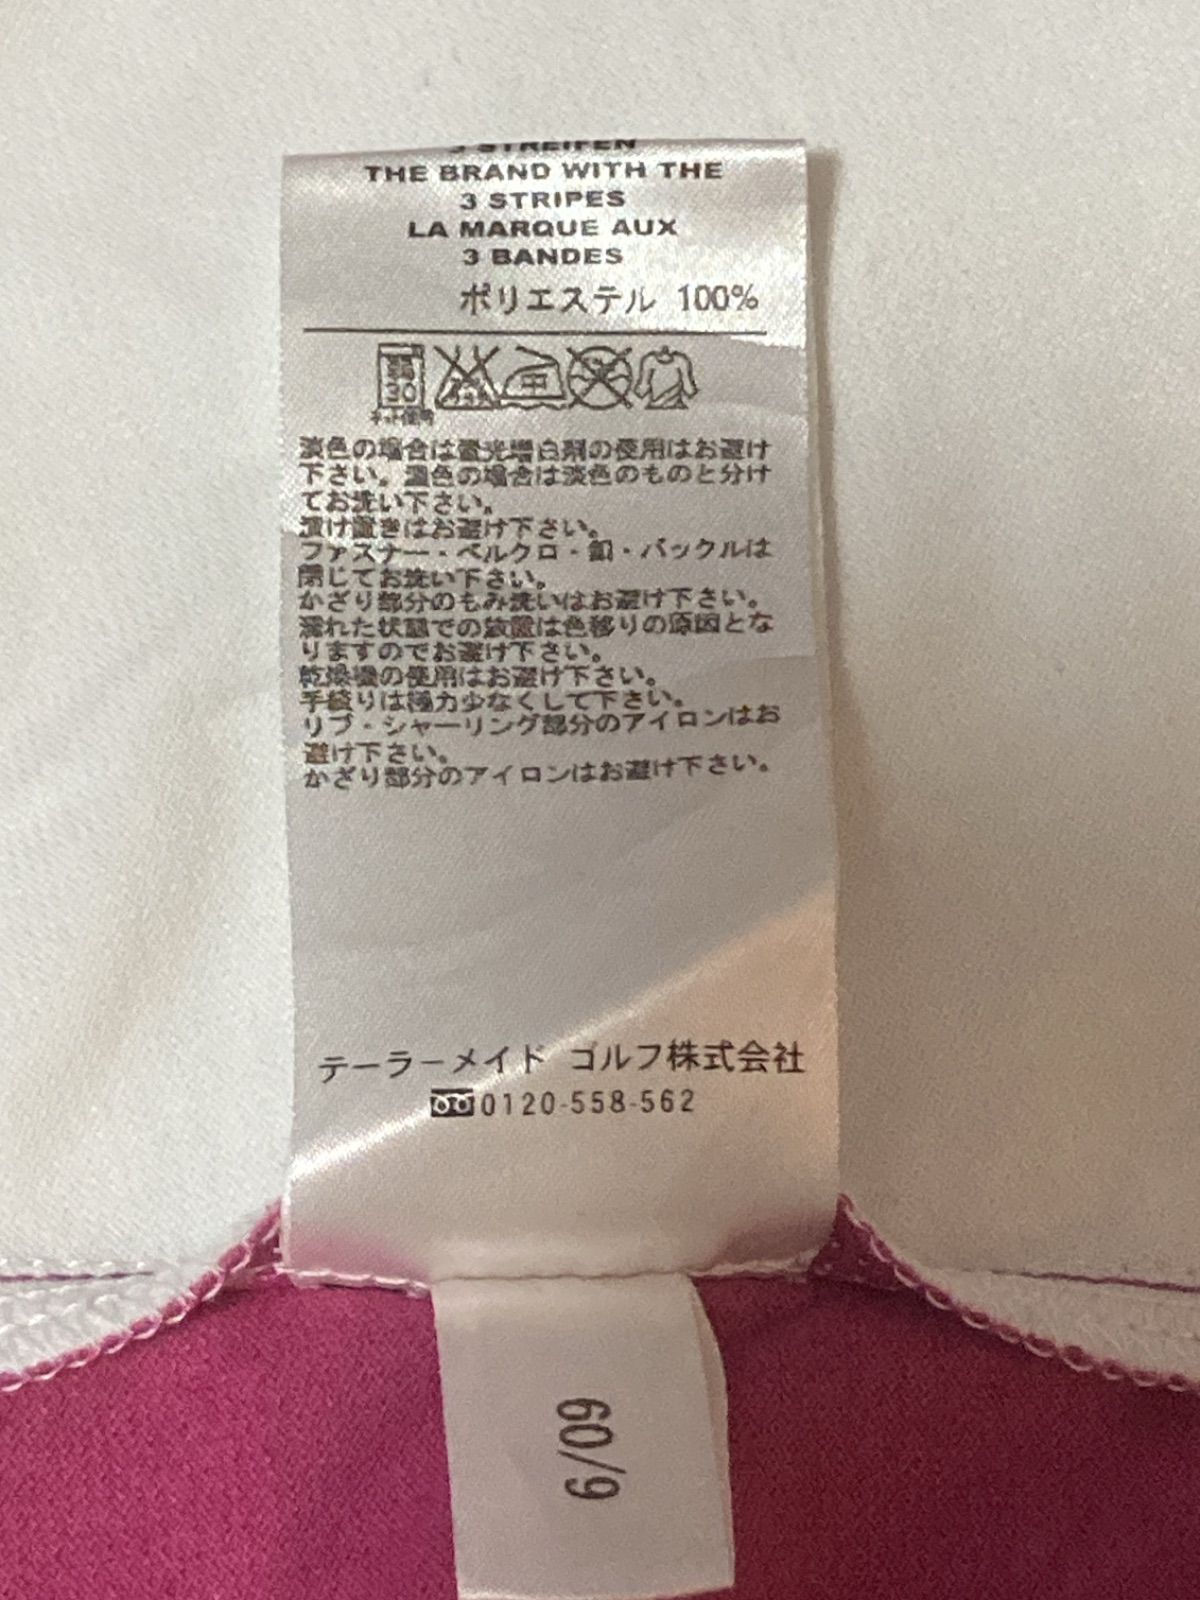 3 STREIFEN
THE BRAND WITH THE
3 STRIPES
LA MARQUE AUX
3 BANDES
ポリエステル 100%
弱
30
ネット使用
淡色の場合は蛍光増白剤の使用はお避け
下さい。濃色の場合は淡色のものと分け
てお洗い下さい。
漬け置きはお避け下さい。
ファスナー・ベルクロ・釦・バックルは
閉じてお洗い下さい。
かざり部分のもみ洗いはお避け下さい。
濡れた状態での放置は色移りの原因とな
りますのでお避け下さい。
乾燥機の使用はお避け下さい。
手絞りは極力少なくして下さい。
リブ・シャーリング部分のアイロンはお
避け下さい。
かざり部分のアイロンはお避け下さい。
テーラーメイド ゴルフ株式会社
0120-558-562
60/9